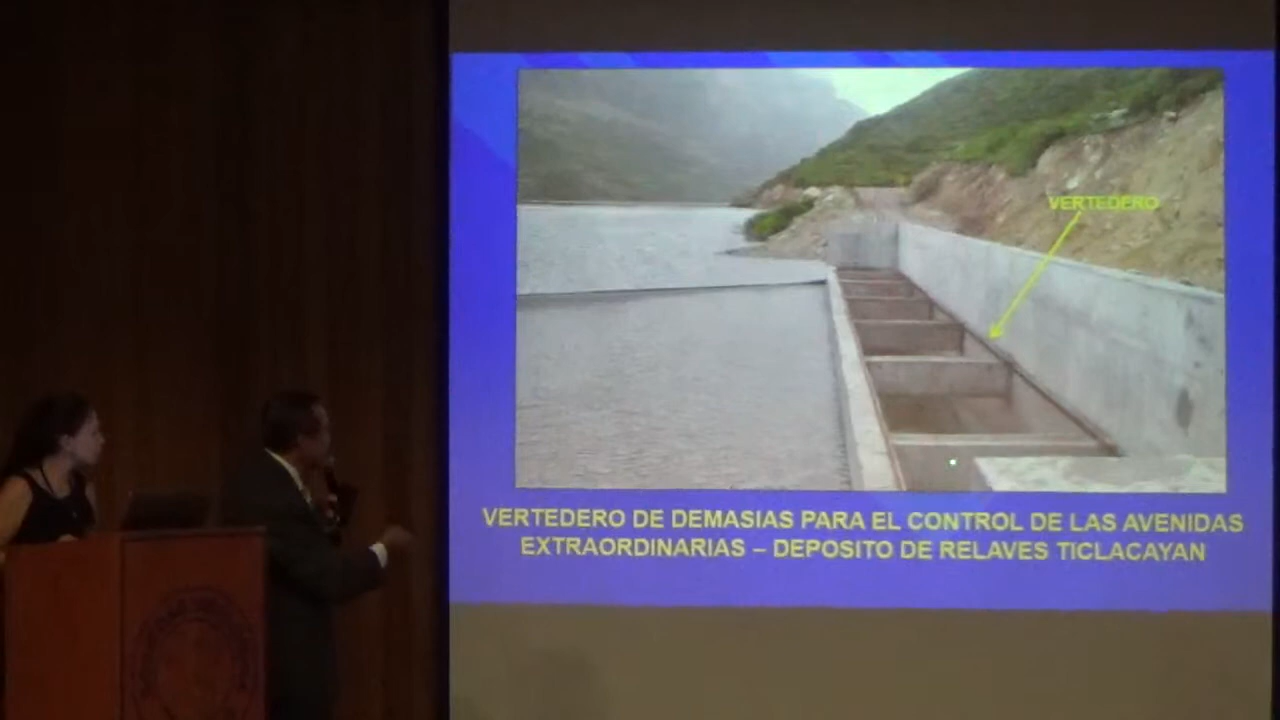 VERTEDERO
VERTEDERO DE DEMASIAS PARA EL CONTROL DE LAS AVENIDAS
EXTRAORDINARIAS – DEPOSITO DE RELAVES TICLACAYAN